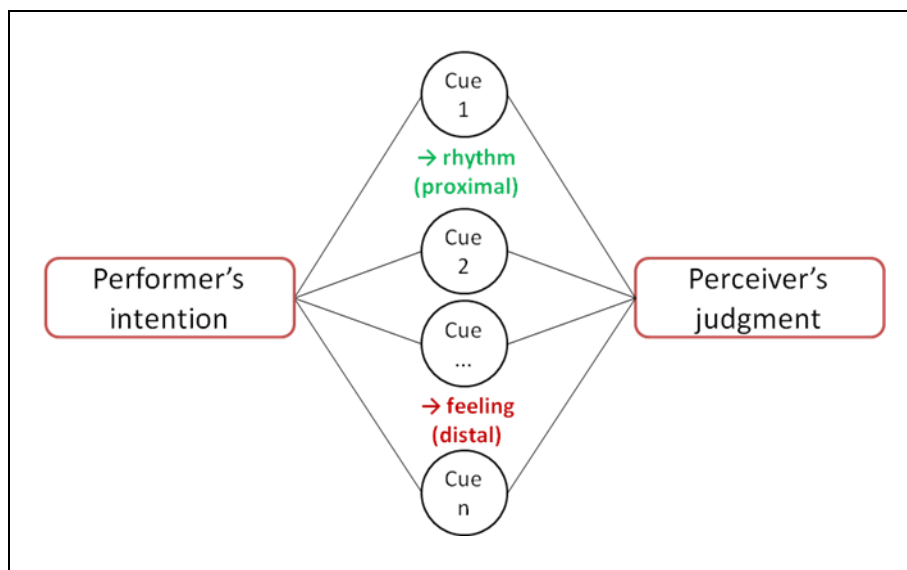 Cue
1
→ rhythm
(proximal)
Performer's
intention
Cue
2
Cue
...
Perceiver's
judgment
→ feeling
(distal)
Cue
n